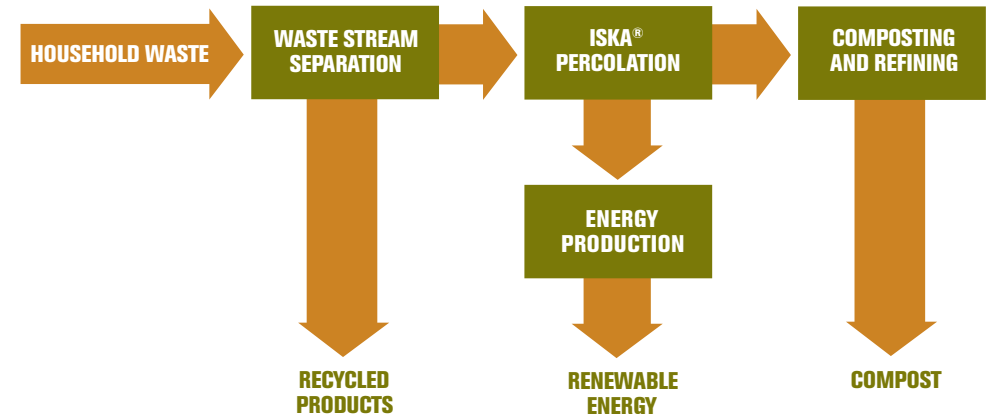 HOUSEHOLD WASTE
WASTE STREAM
SEPARATION
ISKA®
PERCOLATION
COMPOSTING
AND REFINING
ENERGY
PRODUCTION
RECYCLED
PRODUCTS
RENEWABLE
ENERGY
COMPOST